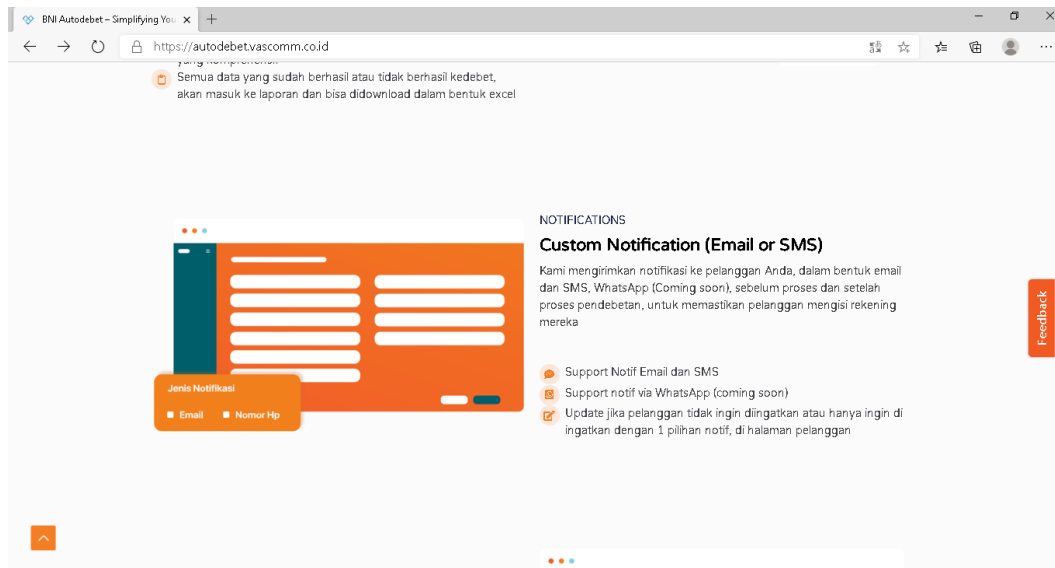 BNI Autodebet – Simplifying You
https://autodebet.vascomm.co.id
yang komprehensif
Semua data yang sudah berhasil atau tidak berhasil kedebet,
akan masuk ke laporan dan bisa didownload dalam bentuk excel
NOTIFICATIONS
Custom Notification (Email or SMS)
Kami mengirimkan notifikasi ke pelanggan Anda, dalam bentuk email
dan SMS, WhatsApp (Coming soon), sebelum proses dan setelah
proses pendebetan, untuk memastikan pelanggan mengisi rekening
mereka
Jenis Notifikasi
Email Nomor Hp
Support Notif Email dan SMS
Support notif via WhatsApp (coming soon)
Update jika pelanggan tidak ingin diingatkan atau hanya ingin di
ingatkan dengan 1 pilihan notif, di halaman pelanggan
Feedback